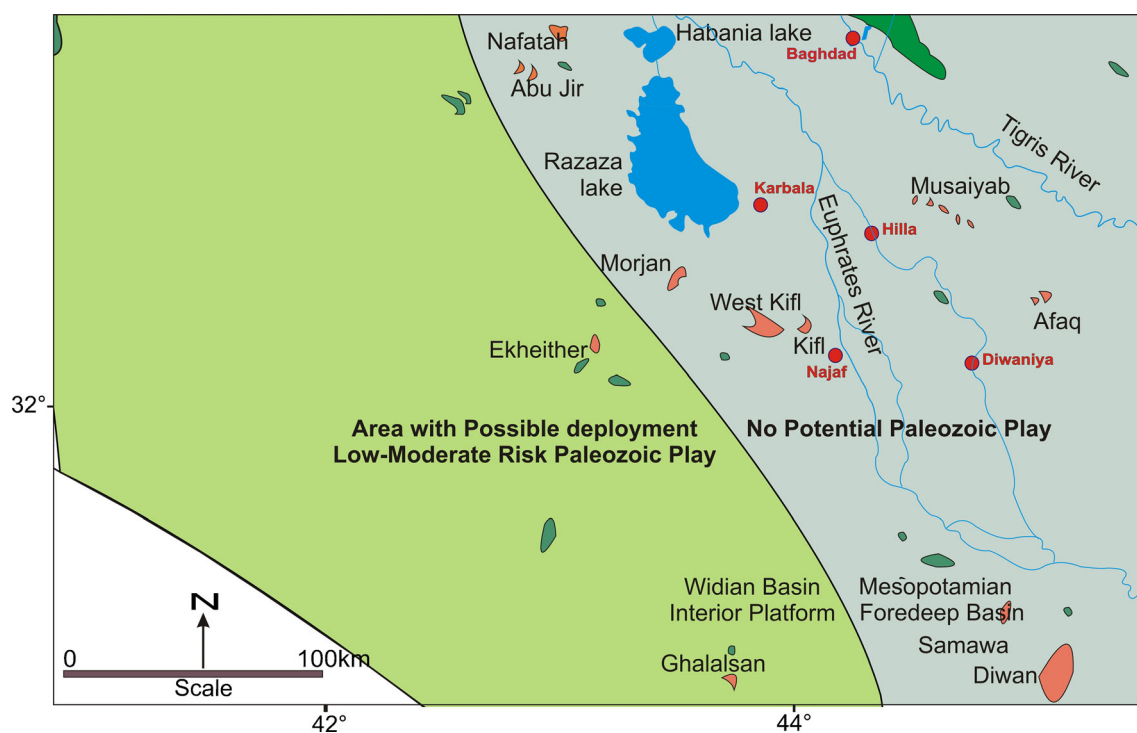 Nafatah
Abu Jir
Habania lake
Baghdad
Tigris River
Razaza
lake
Karbala
Musaiyab
Hilla
Euphrates River
Morjan
West Kifl
Kifl
Najaf
Afaq
Diwaniya
Ekheither
32°
Area with Possible deployment
Low-Moderate Risk Paleozoic Play
No Potential Paleozoic Play
Widian Basin
Interior Platform
Mesopotamian
Foredeep Basin
Samawa
Diwan
Ghalalsan
N
0 100km
Scale
42° 44°